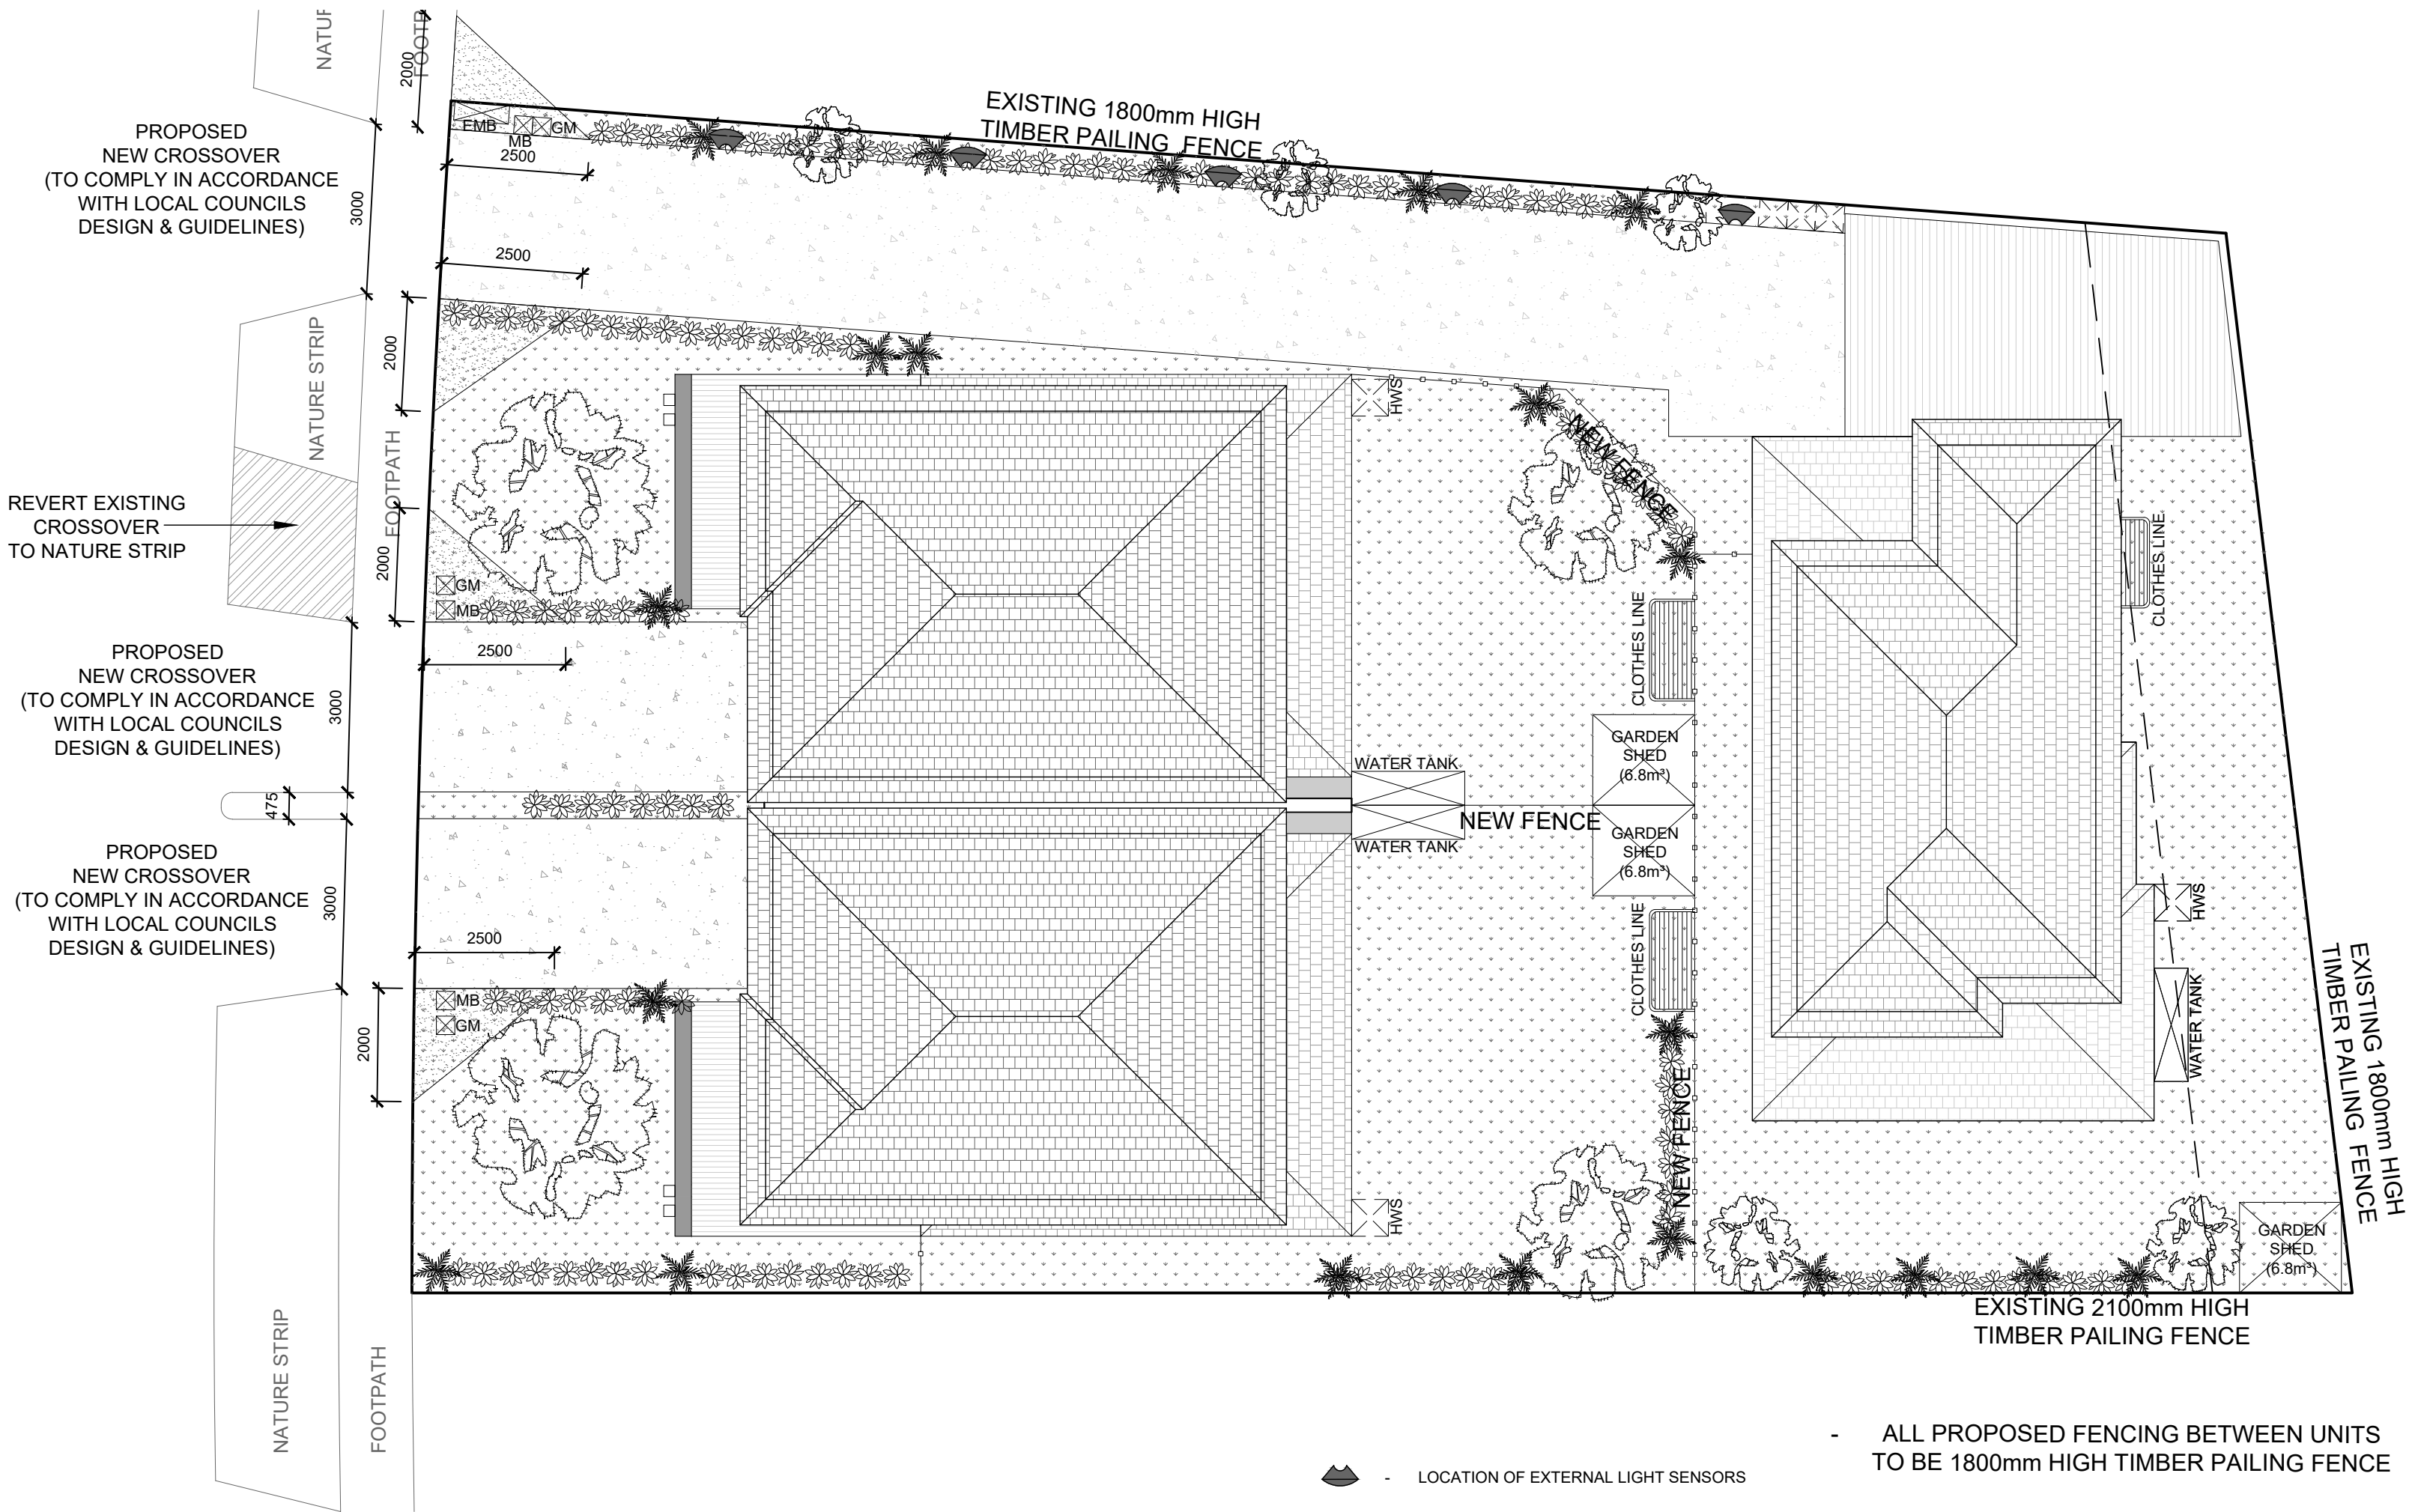 NATUR
FOOTP
2000
PROPOSED
NEW CROSSOVER
(TO COMPLY IN ACCORDANCE
WITH LOCAL COUNCILS
DESIGN & GUIDELINES)
3000
EMB
MB
GM
2500
EXISTING 1800mm HIGH
TIMBER PAILING FENCE
2500
NATURE STRIP
2000
FOOTPATH
HWS
NEW FENCE
REVERT EXISTING
CROSSOVER
TO NATURE STRIP
2000
GM
MB
CLOTHES LINE
CLOTHES LINE
PROPOSED
NEW CROSSOVER
(TO COMPLY IN ACCORDANCE
WITH LOCAL COUNCILS
DESIGN & GUIDELINES)
3000
2500
GARDEN
SHED
(6.8m³)
WATER TANK
475
NEW FENCE
WATER TANK
GARDEN
SHED
(6.8m³)
PROPOSED
NEW CROSSOVER
(TO COMPLY IN ACCORDANCE
WITH LOCAL COUNCILS
DESIGN & GUIDELINES)
3000
2500
HWS
CLOTHES LINE
MB
GM
2000
WATER TANK
EXISTING 1800mm HIGH
TIMBER PAILING FENCE
NEW FENCE
HWS
GARDEN
SHED
(6.8m³)
EXISTING 2100mm HIGH
TIMBER PAILING FENCE
NATURE STRIP
FOOTPATH
- LOCATION OF EXTERNAL LIGHT SENSORS
- ALL PROPOSED FENCING BETWEEN UNITS
TO BE 1800mm HIGH TIMBER PAILING FENCE